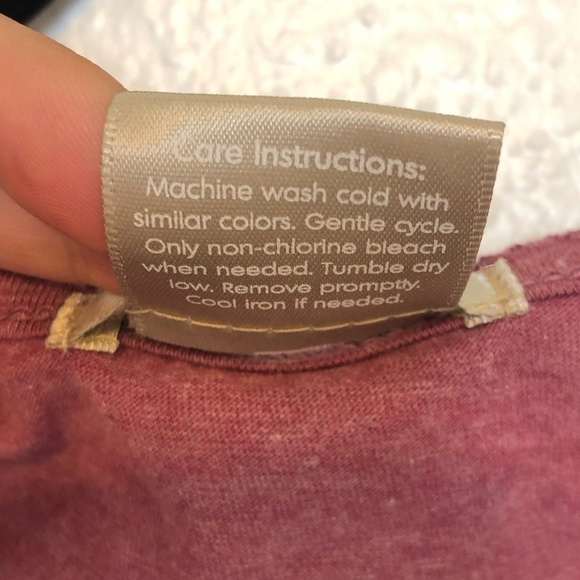 Care Instructions:
Machine wash cold with
similar colors. Gentle cycle.
Only non-chlorine bleach
when needed. Tumble dry
low. Remove promptly.
Cool iron if needed.